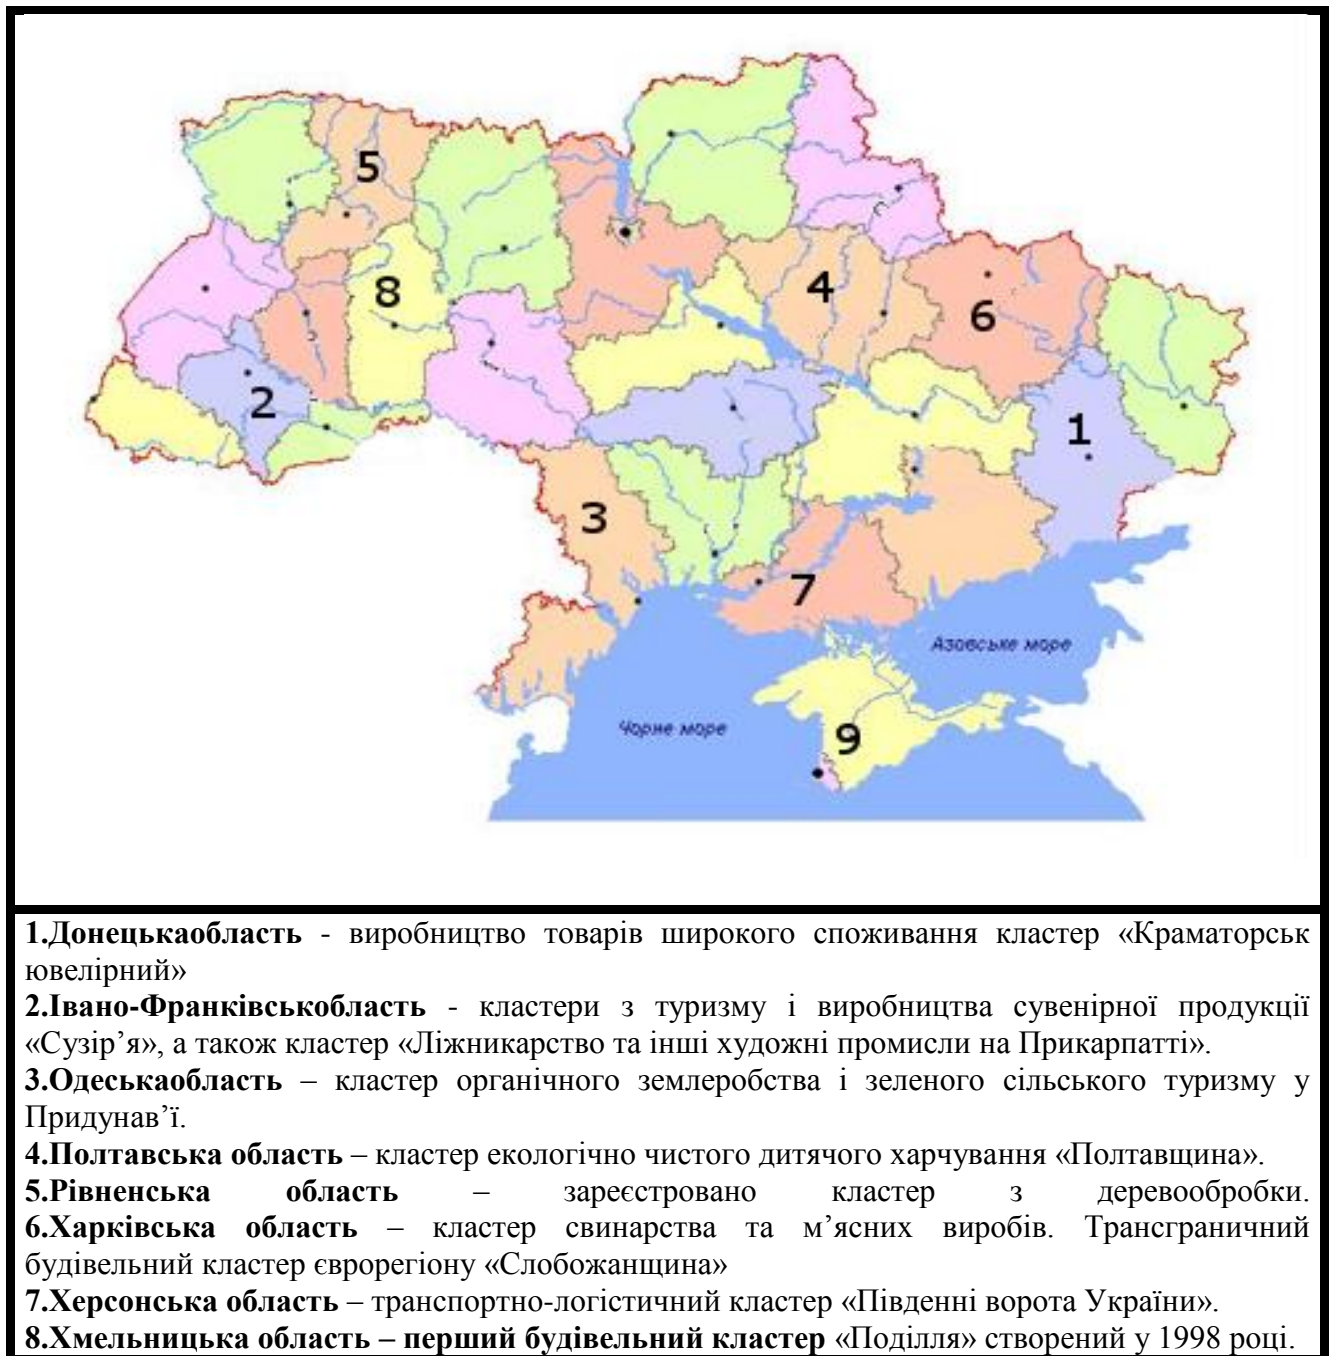 5
8
4
6
2
1
3
7
Азовське море
Чорне море
9
1.Донецькаобласть - виробництво товарів широкого споживання кластер «Краматорськ
ювелірний»
2.Івано-Франківськобласть - кластери з туризму і виробництва сувенірної продукції
«Сузір’я», а також кластер «Ліжникарство та інші художні промисли на Прикарпатті».
3.Одеськаобласть – кластер органічного землеробства і зеленого сільського туризму у
Придунав’ї.
4.Полтавська область – кластер екологічно чистого дитячого харчування «Полтавщина».
5.Рівненська область – зареєстровано кластер з деревообробки.
6.Харківська область – кластер свинарства та м’ясних виробів. Трансграничний
будівельний кластер єврорегіону «Слобожанщина»
7.Херсонська область – транспортно-логістичний кластер «Південні ворота України».
8.Хмельницька область – перший будівельний кластер «Поділля» створений у 1998 році.